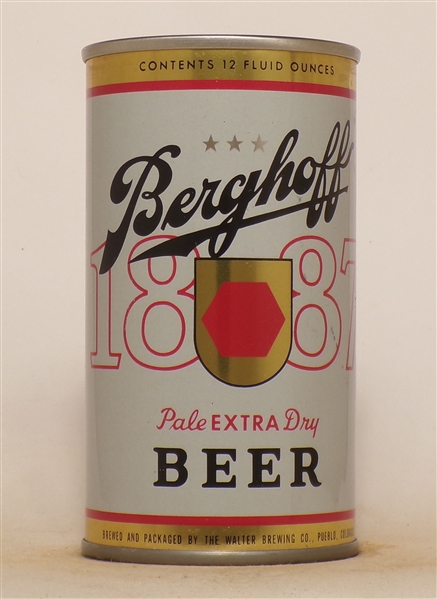 CONTENTS 12 FLUID OUNCES
Berghoff
1887
Pale EXTRA Dry
BEER
BREWED AND PACKAGED BY THE WALTER BREWING CO., PUEBLO,